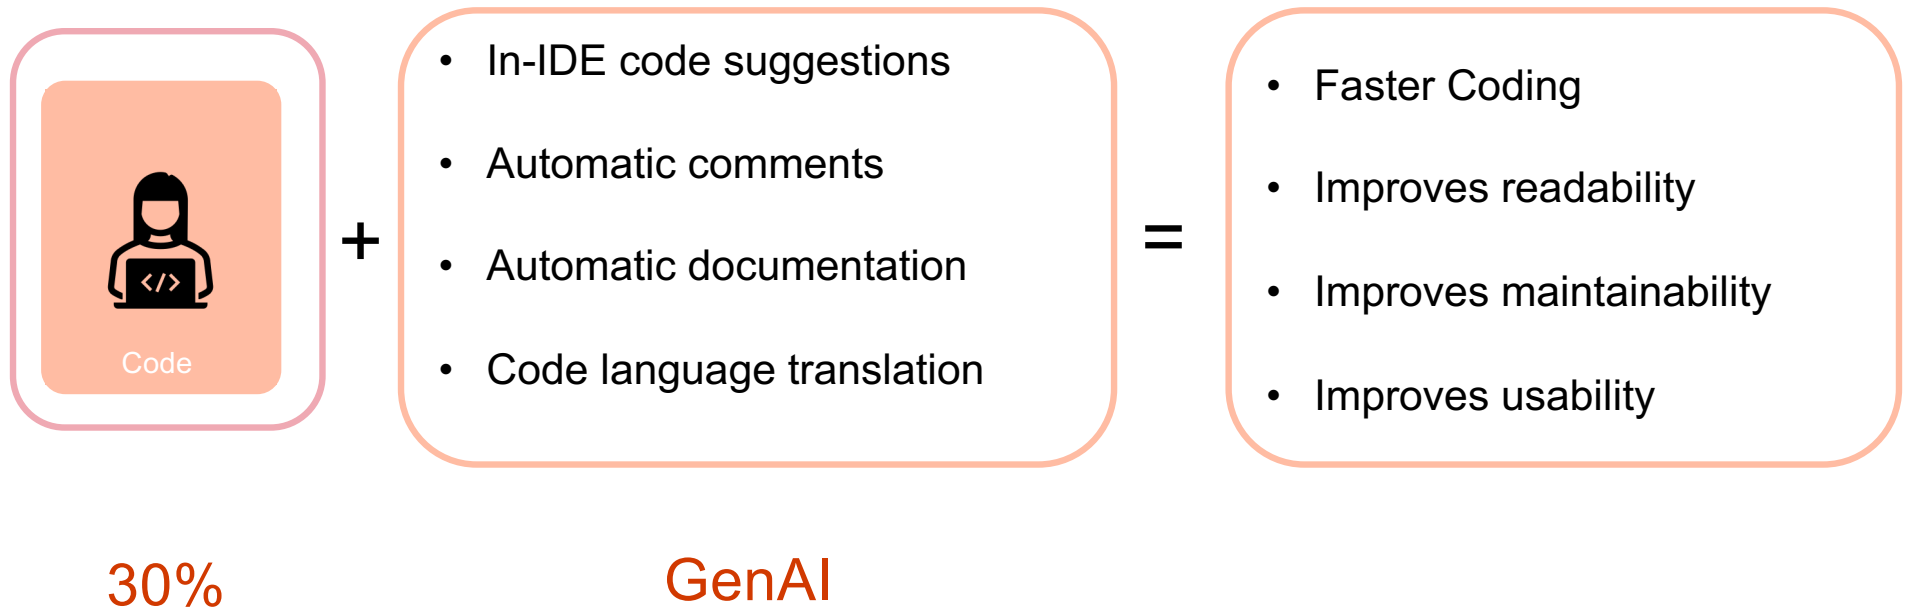 Code
30%
+
• In-IDE code suggestions
• Automatic comments
• Automatic documentation
• Code language translation
GenAI
=
• Faster Coding
• Improves readability
• Improves maintainability
• Improves usability